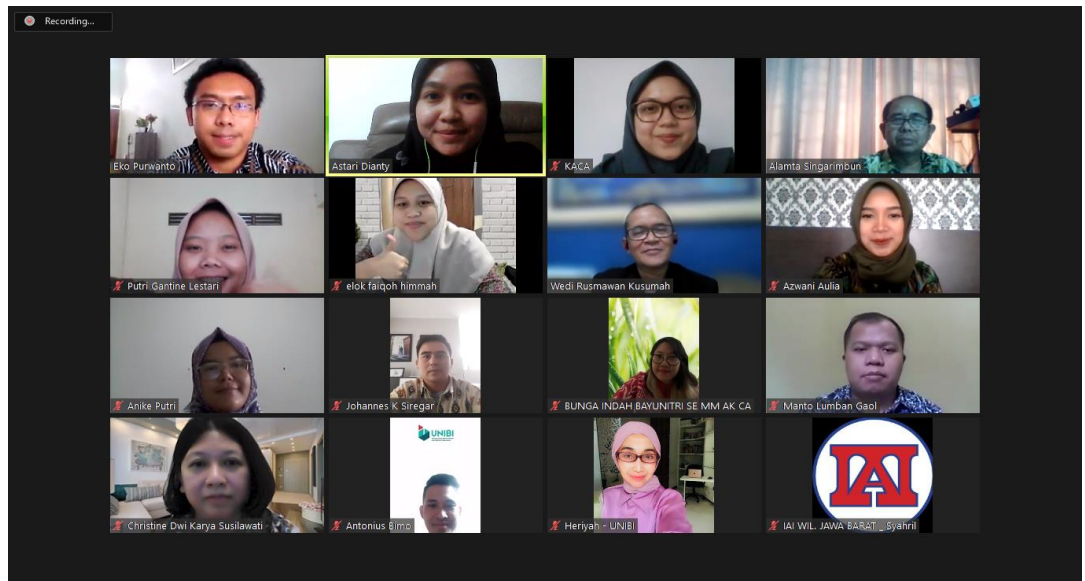 Recording...
Eko Purwanto
Astari Dianty
KACA
Alamta Singarimbun
Putri Gantine Lestari
elok faiqoh himmah
Wedi Rusmawan Kusumah
Azwani Aulia
Anike Putri
Johannes K Siregar
BUNGA INDAH BAYUNITRI SE MM AK CA
Manto Lumban Gaol
UNIBI
Christine Dwi Karya Susilawati
Antonius Bimo
Heriyah - UNIBI
IAI
IAI WIL. JAWA BARAT _ Syahril